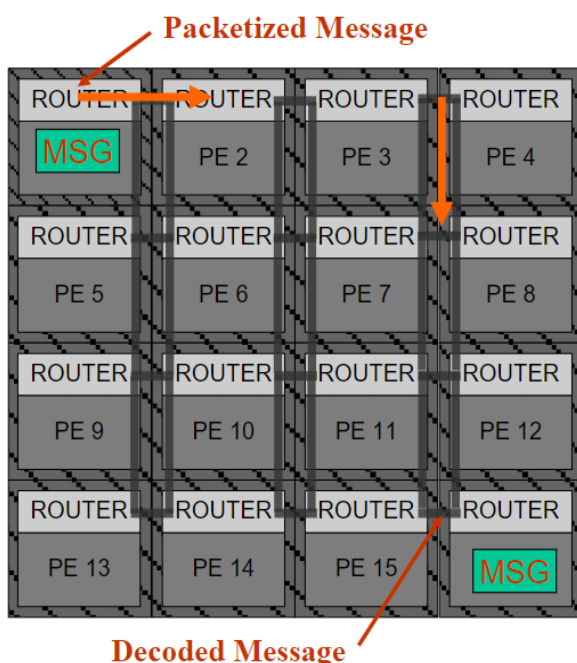 Packetized Message
ROUTER ROUTER ROUTER ROUTER
MSG PE 2 PE 3 PE 4
ROUTER ROUTER ROUTER ROUTER
PE 5 PE 6 PE 7 PE 8
ROUTER ROUTER ROUTER ROUTER
PE 9 PE 10 PE 11 PE 12
ROUTER ROUTER ROUTER ROUTER
PE 13 PE 14 PE 15 MSG
Decoded Message